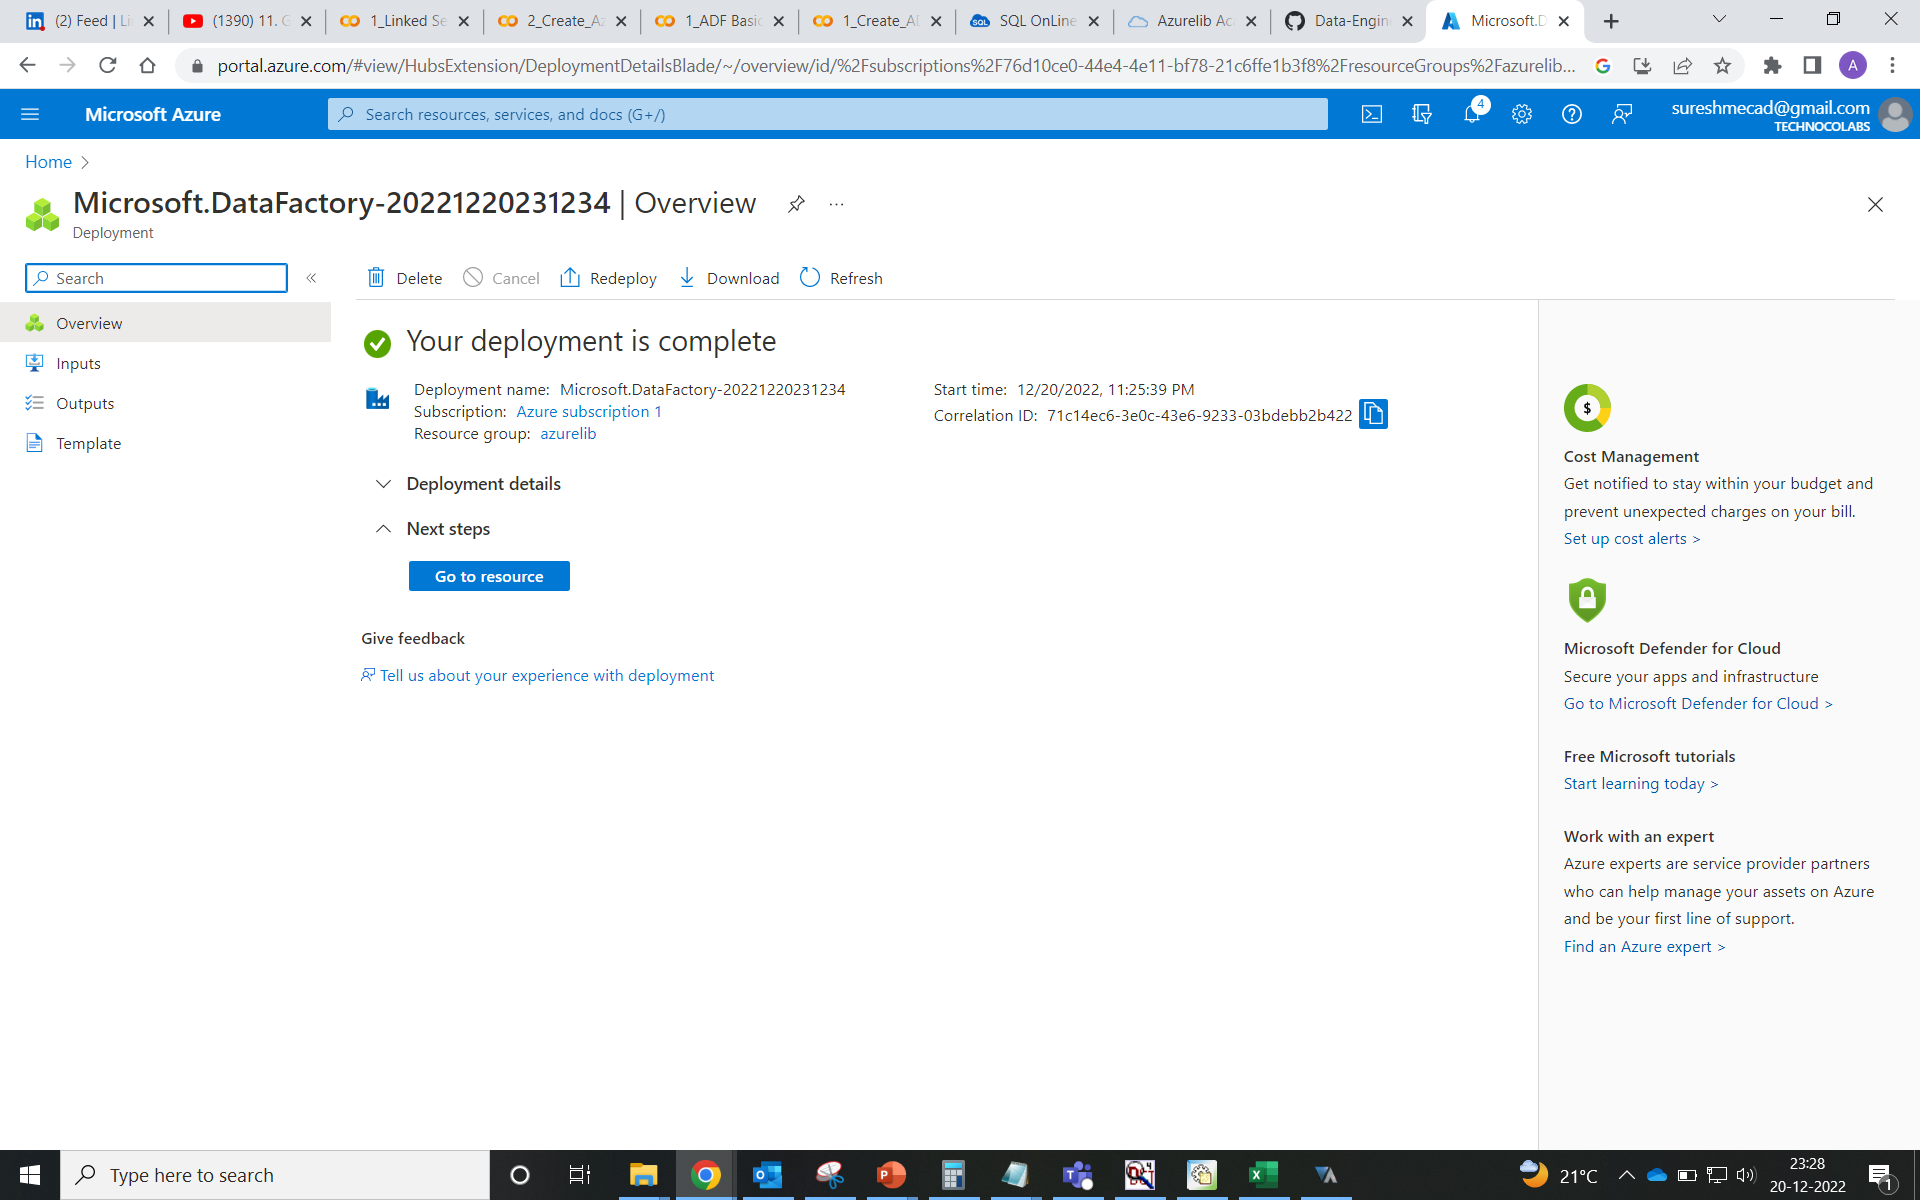 (2) Feed | Li
(1390) 11. G
1_Linked Se
2_Create_Az
1_ADF Basic
1_Create_AD
SQL OnLine
Azurelib Aca
Data-Engine
Microsoft.D
portal.azure.com/#view/HubsExtension/DeploymentDetailsBlade/~/overview/id/%2Fsubscriptions%2F76d10ce0-44e4-4e11-bf78-21c6ffe1b3f8%2FresourceGroups%2Fazurelib...
A
Microsoft Azure
Search resources, services, and docs (G+/)
4
sureshmecad@gmail.com
TECHNOCOLABS
Home >
Microsoft.DataFactory-20221220231234 | Overview
Deployment
Search
Delete
Cancel
Redeploy
Download
Refresh
Overview
Inputs
Outputs
Template
Your deployment is complete
Deployment name: Microsoft.DataFactory-20221220231234
Subscription: Azure subscription 1
Resource group: azurelib
Start time: 12/20/2022, 11:25:39 PM
Correlation ID: 71c14ec6-3e0c-43e6-9233-03bdebb2b422
Deployment details
Next steps
Go to resource
Give feedback
Tell us about your experience with deployment
Cost Management
Get notified to stay within your budget and
prevent unexpected charges on your bill.
Set up cost alerts >
Microsoft Defender for Cloud
Secure your apps and infrastructure
Go to Microsoft Defender for Cloud >
Free Microsoft tutorials
Start learning today >
Work with an expert
Azure experts are service provider partners
who can help manage your assets on Azure
and be your first line of support.
Find an Azure expert >
Type here to search
21°C
23:28
20-12-2022
1